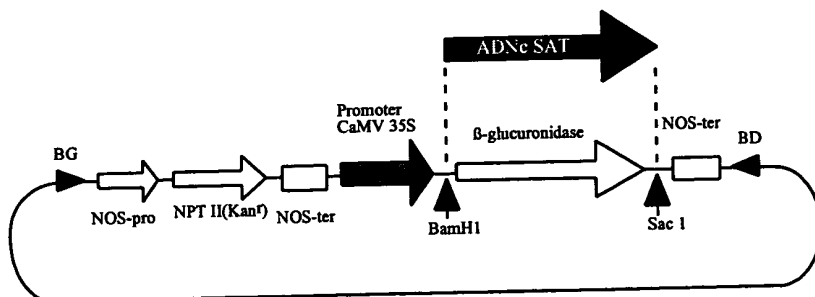 ADNc SAT
Promoter
CaMV 35S
ß-glucuronidase
NOS-ter
BG
BD
NOS-pro
NPT II(Kanr)
NOS-ter
BamH1
Sac 1